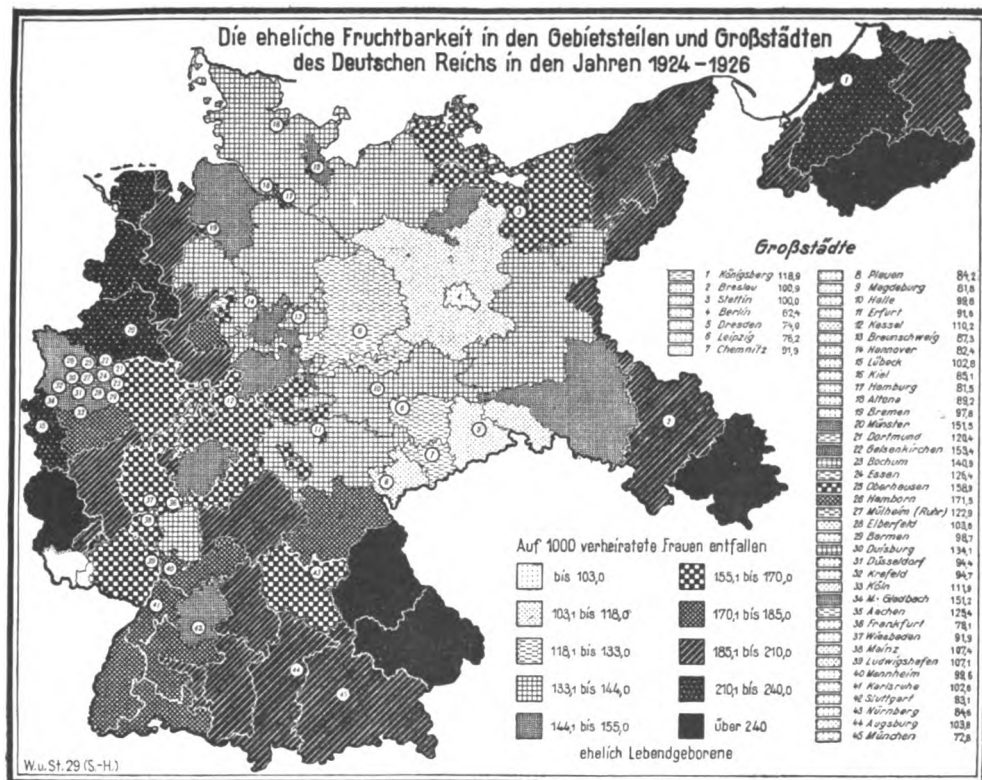 Die eheliche Fruchtbarkeit in den Gebietsteilen und Großstädten
des Deutschen Reichs in den Jahren 1924–1926
Großstädte
1 Königsberg 118,9
2 Breslau 100,9
3 Stettin 100,0
4 Berlin 62,4
5 Dresden 74,9
6 Leipzig 76,2
7 Chemnitz 91,9
8 Plauen 84,2
9 Magdeburg 81,8
10 Halle 99,6
11 Erfurt 91,6
12 Kassel 110,2
13 Braunschweig 87,3
14 Hannover 82,4
15 Lübeck 102,8
16 Kiel 85,1
17 Hamburg 81,5
18 Altona 89,2
19 Bremen 97,8
20 Münster 151,5
21 Dortmund 128,4
22 Gelsenkirchen 153,4
23 Bochum 140,9
24 Essen 126,4
25 Oberhausen 158,9
26 Hamborn 171,5
27 Mülheim (Ruhr) 122,9
28 Elberfeld 103,8
29 Barmen 98,7
30 Duisburg 134,1
31 Düsseldorf 94,4
32 Krefeld 94,7
33 Köln 111,9
34 M.-Gladbach 151,2
35 Aachen 125,4
36 Frankfurt 78,1
37 Wiesbaden 91,9
38 Mainz 107,4
39 Ludwigshafen 107,1
40 Mannheim 99,6
41 Karlsruhe 102,6
42 Stuttgart 83,1
43 Nürnberg 84,6
44 Augsburg 103,8
45 München 72,8
Auf 1000 verheiratete Frauen entfallen
bis 103,0
103,1 bis 118,0
118,1 bis 133,0
133,1 bis 144,0
144,1 bis 155,0
155,1 bis 170,0
170,1 bis 185,0
185,1 bis 210,0
210,1 bis 240,0
über 240
ehelich Lebendgeborene
W.u.St. 29 (S.-H.)